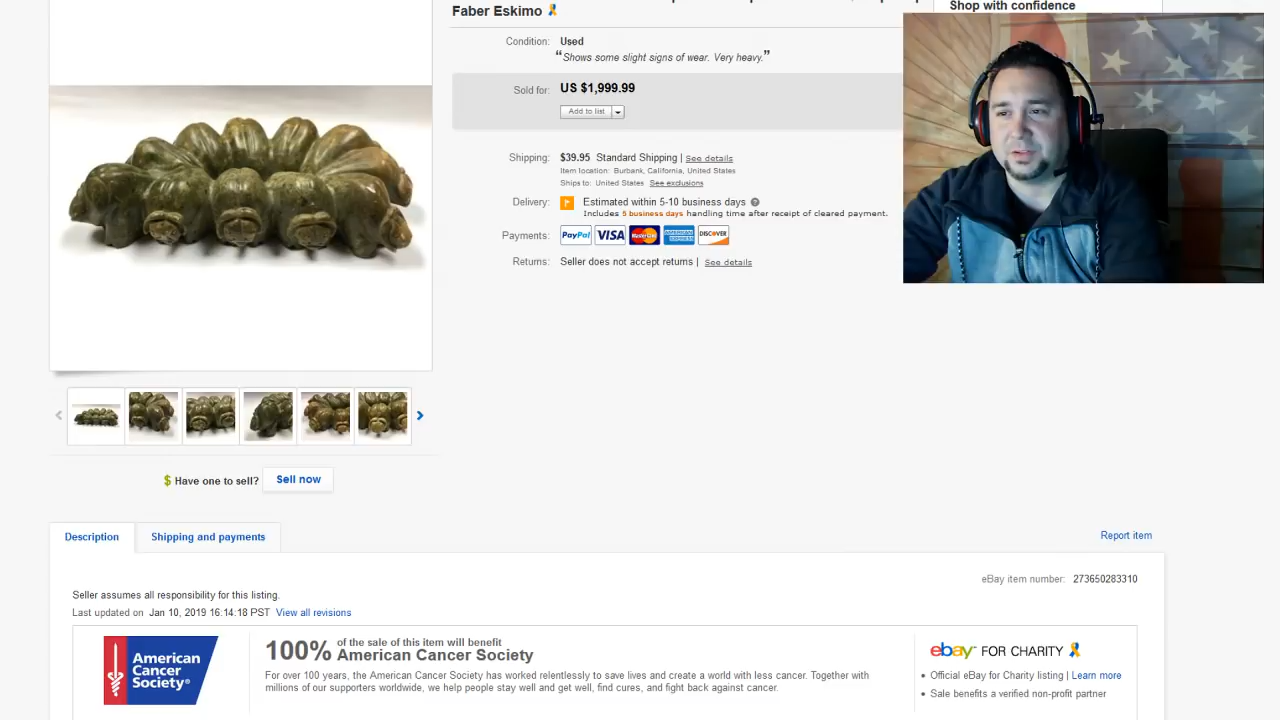 Faber Eskimo
Shop with confidence
Condition: Used
“Shows some slight signs of wear. Very heavy.”
Sold for: US $1,999.99
Add to list
Shipping: $39.95 Standard Shipping | See details
Item location: Burbank, California, United States
Ships to: United States See exclusions
Delivery: Estimated within 5-10 business days ?
Includes 5 business days handling time after receipt of cleared payment.
Payments: PayPal VISA MasterCard AMERICAN EXPRESS DISCOVER
Returns: Seller does not accept returns | See details
$ Have one to sell? Sell now
Description Shipping and payments
Report item
eBay item number: 273650283310
Seller assumes all responsibility for this listing.
Last updated on Jan 10, 2019 16:14:18 PST View all revisions
American
Cancer
Society®
100% of the sale of this item will benefit
American Cancer Society
For over 100 years, the American Cancer Society has worked relentlessly to save lives and create a world with less cancer. Together with
millions of our supporters worldwide, we help people stay well and get well, find cures, and fight back against cancer.
ebay™ FOR CHARITY
• Official eBay for Charity listing | Learn more
• Sale benefits a verified non-profit partner